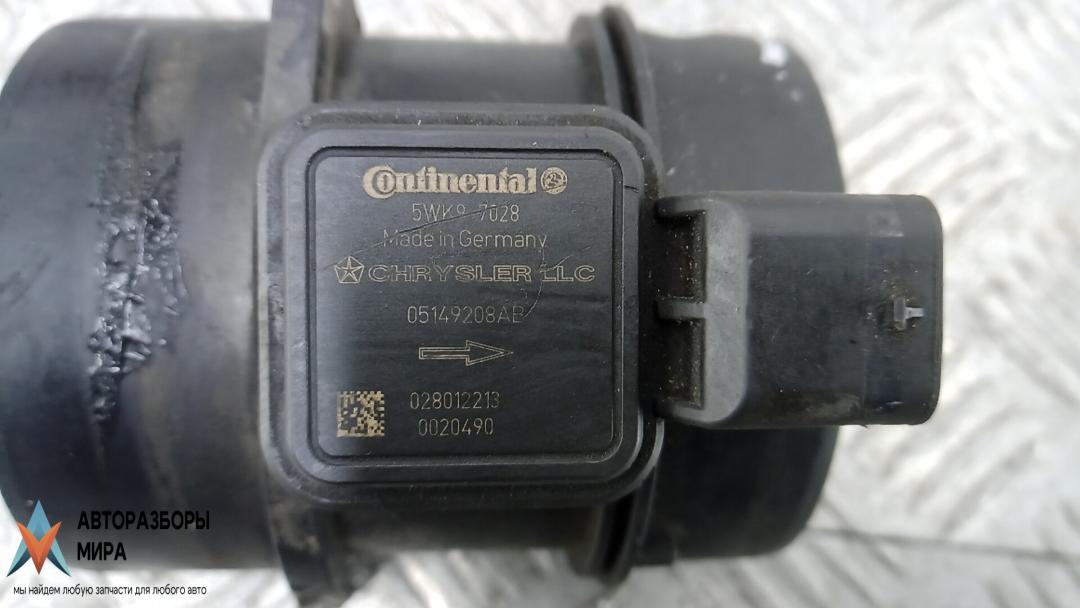 Continental
5WK9 7028
Made in Germany
CHRYSLER LLC
05149208AB
028012213
0020490
АВТОРАЗБОРЫ
МИРА
мы найдем любую запчасти для любого авто